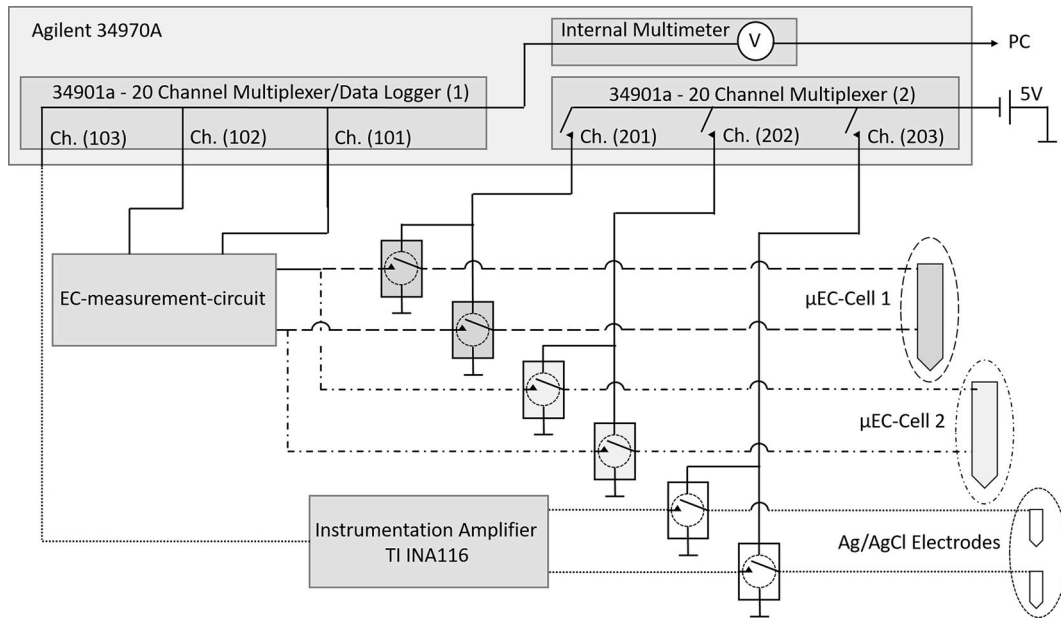 Agilent 34970A
Internal Multimeter
V
PC
34901a - 20 Channel Multiplexer/Data Logger (1)
34901a - 20 Channel Multiplexer (2)
5V
Ch. (103)
Ch. (102)
Ch. (101)
Ch. (201)
Ch. (202)
Ch. (203)
EC-measurement-circuit
µEC-Cell 1
µEC-Cell 2
Instrumentation Amplifier
TI INA116
Ag/AgCl Electrodes